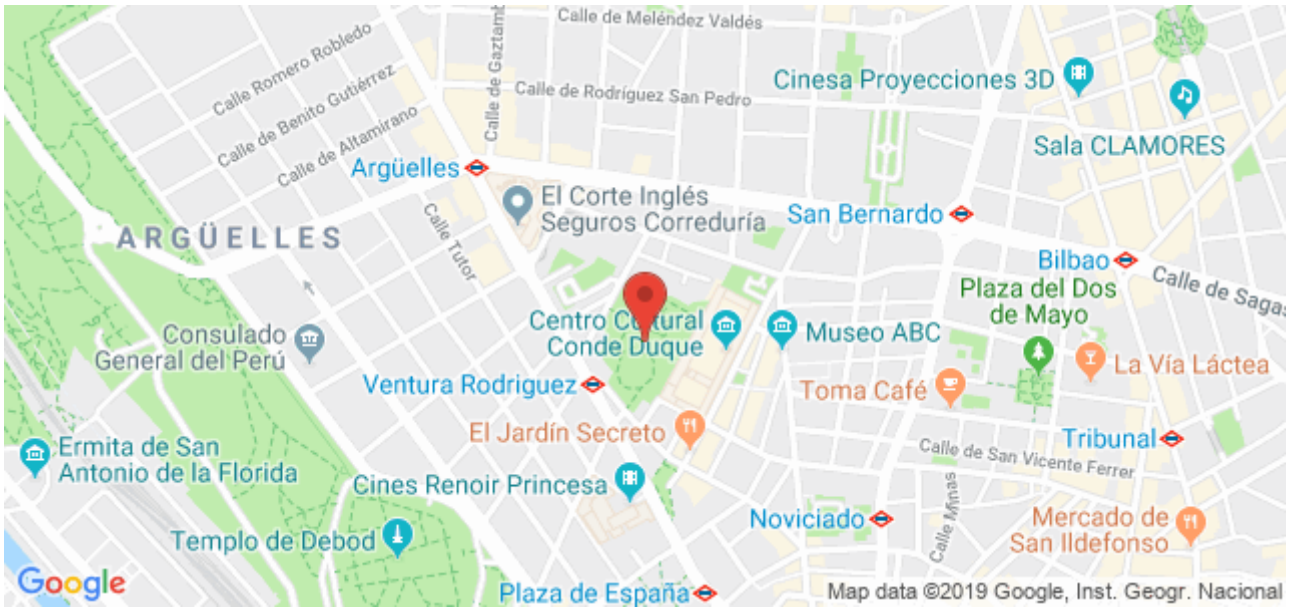 Calle de Meléndez Valdés
Calle Romero Robledo
Calle de Gaztamb
Cinesa Proyecciones 3D
Calle de Benito Gutiérrez
Calle de Rodríguez San Pedro
Calle de Altamirano
Sala CLAMORES
Argüelles
El Corte Inglés
Seguros Correduría
San Bernardo
ARGÜELLES
Calle Tutor
Bilbao
Calle de Sagas
Plaza del Dos
de Mayo
Consulado
General del Perú
Centro Cultural
Conde Duque
Museo ABC
La Vía Láctea
Ventura Rodriguez
Toma Café
El Jardín Secreto
Tribunal
Calle de San Vicente Ferrer
Ermita de San
Antonio de la Florida
Cines Renoir Princesa
Calle Minas
Noviciado
Mercado de
San Ildefonso
Templo de Debod
Google
Plaza de España
Map data ©2019 Google, Inst. Geogr. Nacional